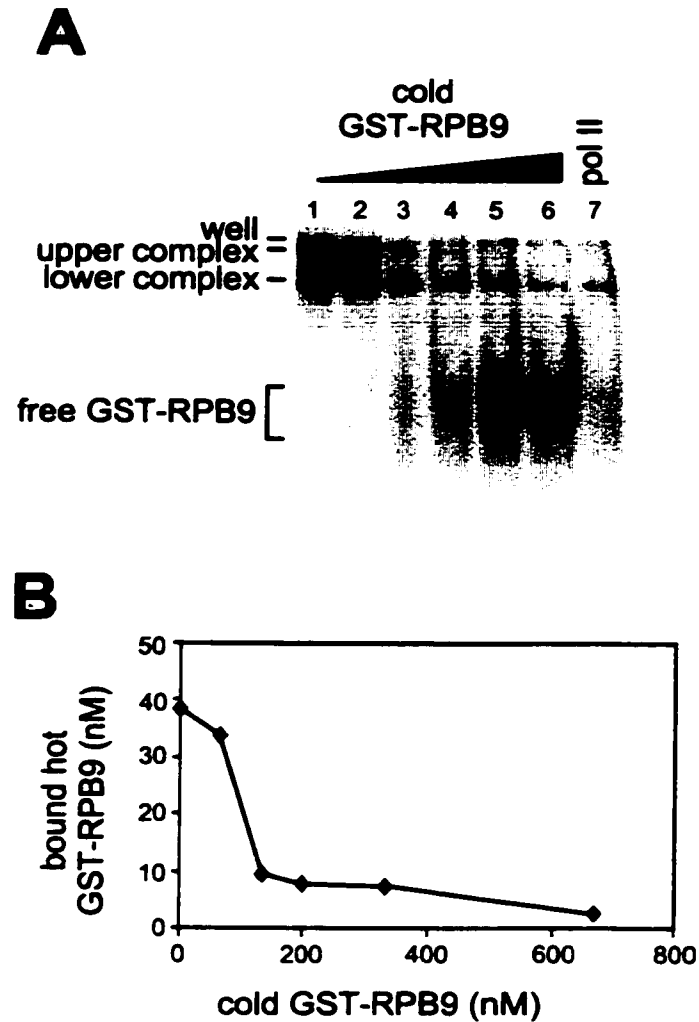 A
cold
GST-RPB9
pol II
1 2 3 4 5 6 7
well
upper complex
lower complex
free GST-RPB9
B
50
40
30
20
10
0
bound hot
GST-RPB9 (nM)
0 200 400 600 800
cold GST-RPB9 (nM)